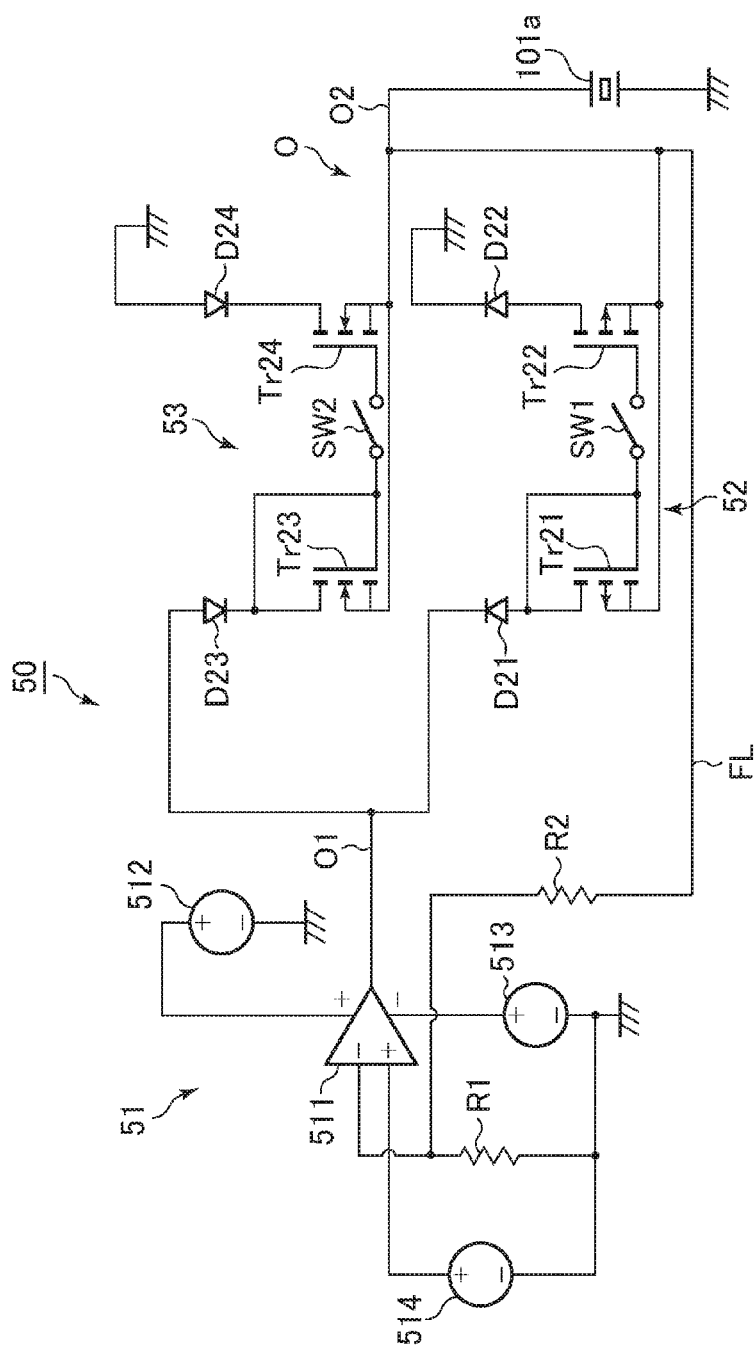 50
51
512
+
−
+
−
−
+
511
O1
513
+
−
514
+
−
R1
R2
FL
53
D23
Tr23
SW2
Tr24
D24
D21
Tr21
SW1
Tr22
D22
52
O
O2
101a